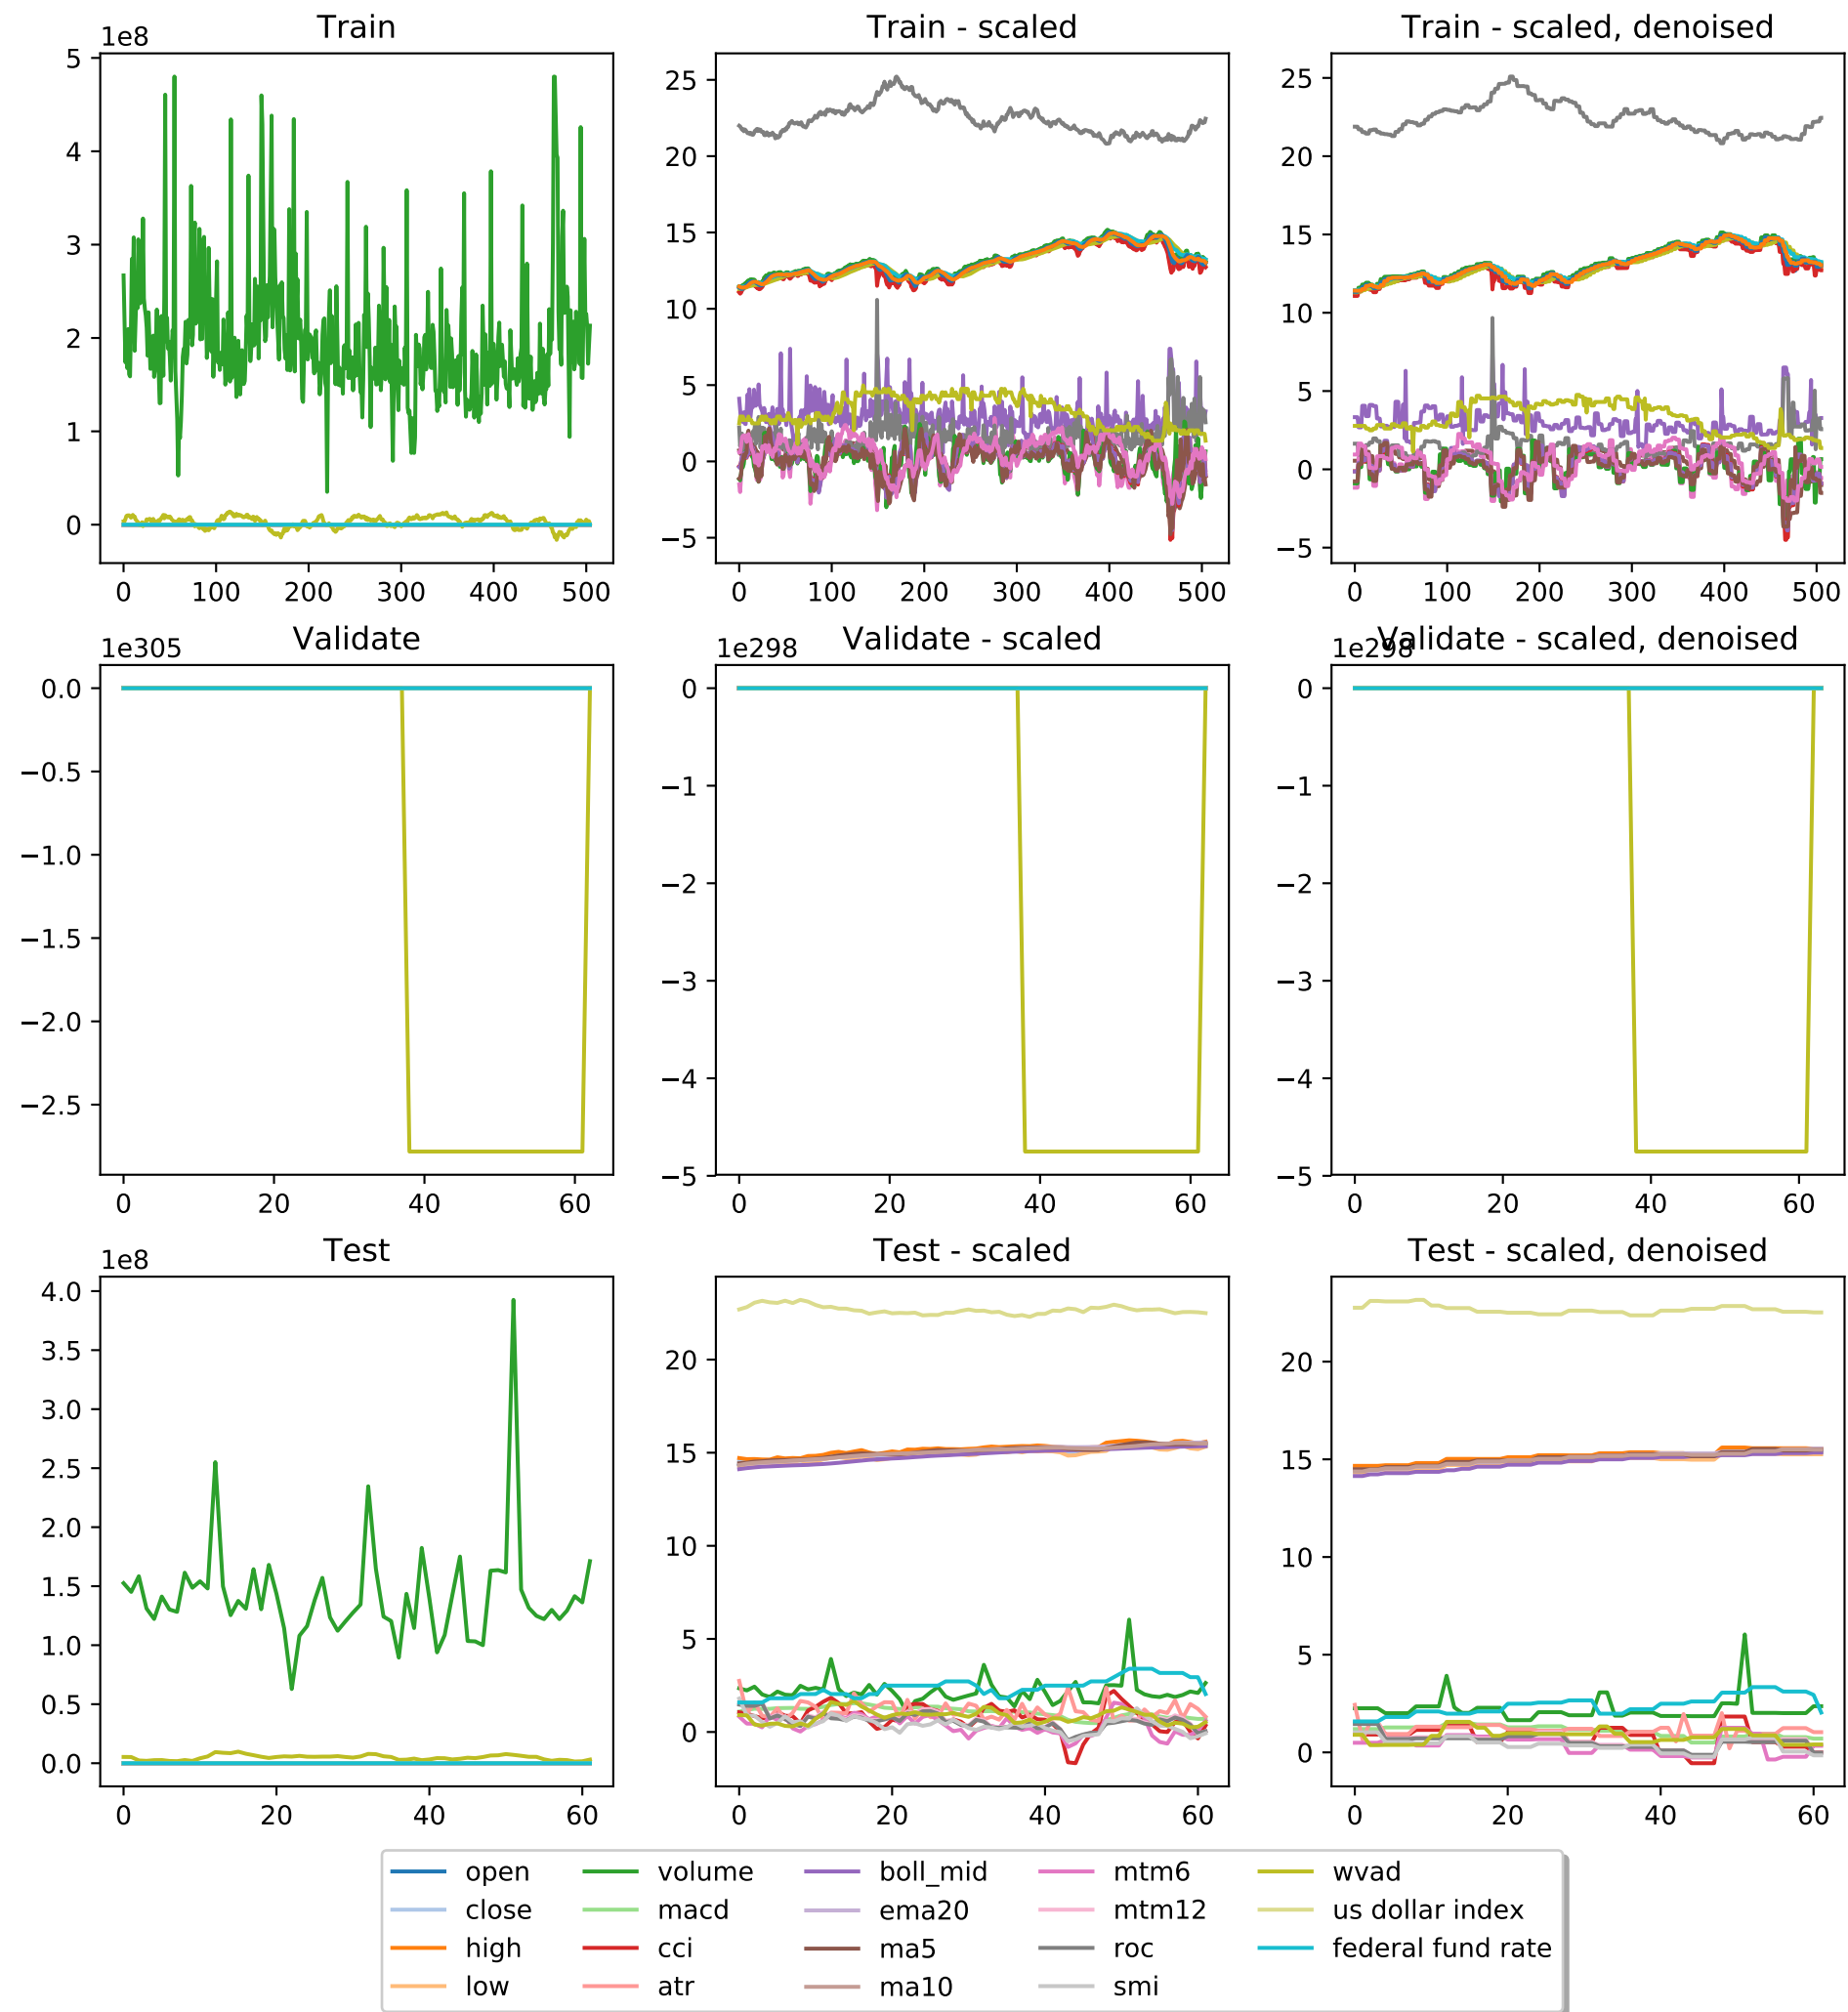 Train
1e8
5
4
3
2
1
0
0 100 200 300 400 500
Train - scaled
25
20
15
10
5
0
−5
0 100 200 300 400 500
Train - scaled, denoised
25
20
15
10
5
0
−5
0 100 200 300 400 500
Validate
1e305
0.0
−0.5
−1.0
−1.5
−2.0
−2.5
0 20 40 60
Validate - scaled
1e298
0
−1
−2
−3
−4
−5
0 20 40 60
Validate - scaled, denoised
1e298
0
−1
−2
−3
−4
−5
0 20 40 60
Test
1e8
4.0
3.5
3.0
2.5
2.0
1.5
1.0
0.5
0.0
0 20 40 60
Test - scaled
20
15
10
5
0
0 20 40 60
Test - scaled, denoised
20
15
10
5
0
0 20 40 60
open
close
high
low
volume
macd
cci
atr
boll_mid
ema20
ma5
ma10
mtm6
mtm12
roc
smi
wvad
us dollar index
federal fund rate